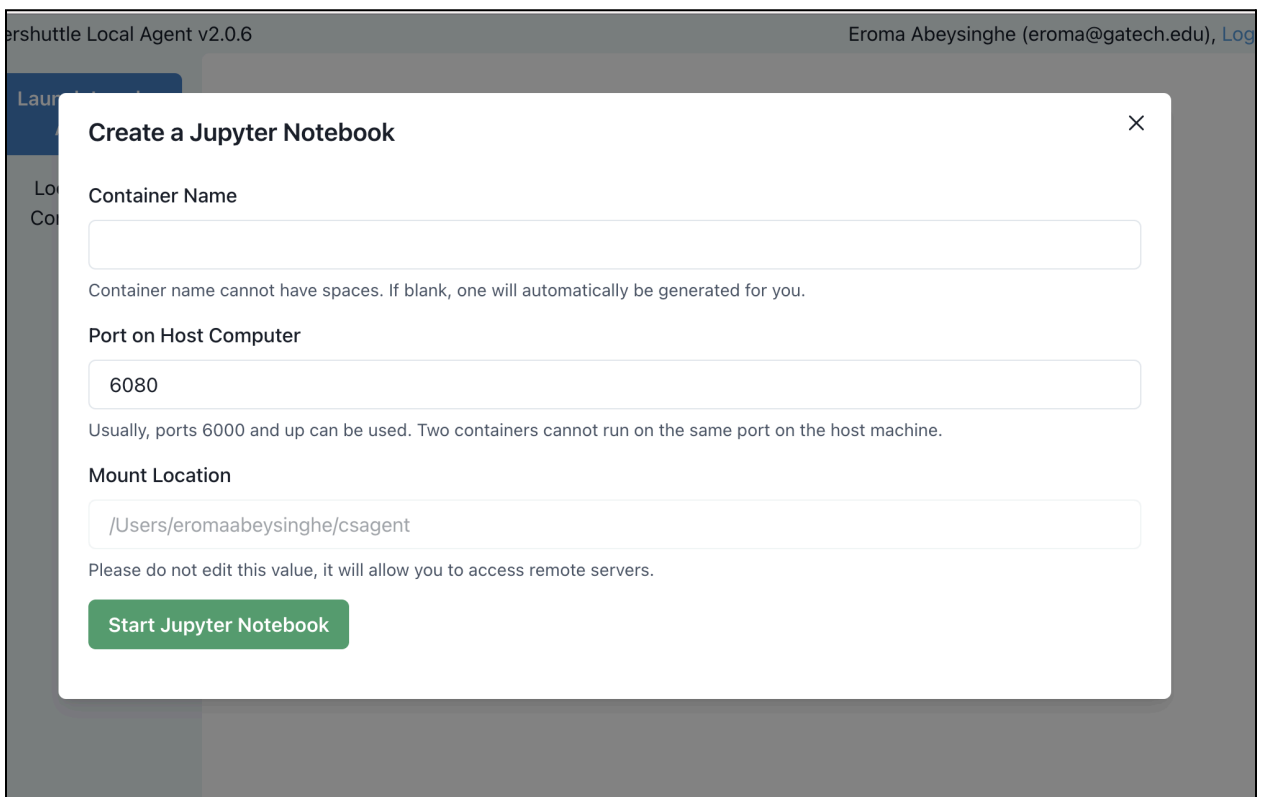 ershuttle Local Agent v2.0.6
Eroma Abeysinghe (eroma@gatech.edu), Log
Laun
Create a Jupyter Notebook
Container Name
Lo
Con
Container name cannot have spaces. If blank, one will automatically be generated for you.
Port on Host Computer
6080
Usually, ports 6000 and up can be used. Two containers cannot run on the same port on the host machine.
Mount Location
/Users/eromaabeysinghe/csagent
Please do not edit this value, it will allow you to access remote servers.
Start Jupyter Notebook